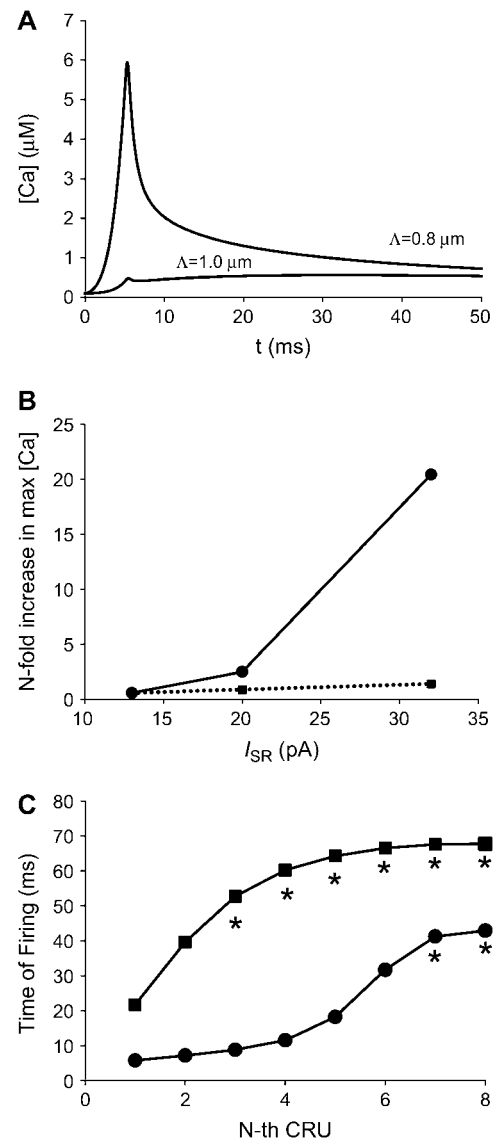 A
7
6
5
4
3
2
1
0
[Ca] (μM)
Λ=0.8 μm
Λ=1.0 μm
0 10 20 30 40 50
t (ms)
B
25
20
15
10
5
0
N-fold increase in max [Ca]
10 15 20 25 30 35
ISR (pA)
C
80
70
60
50
40
30
20
10
0
Time of Firing (ms)
* * * * * *
* *
0 2 4 6 8
N-th CRU